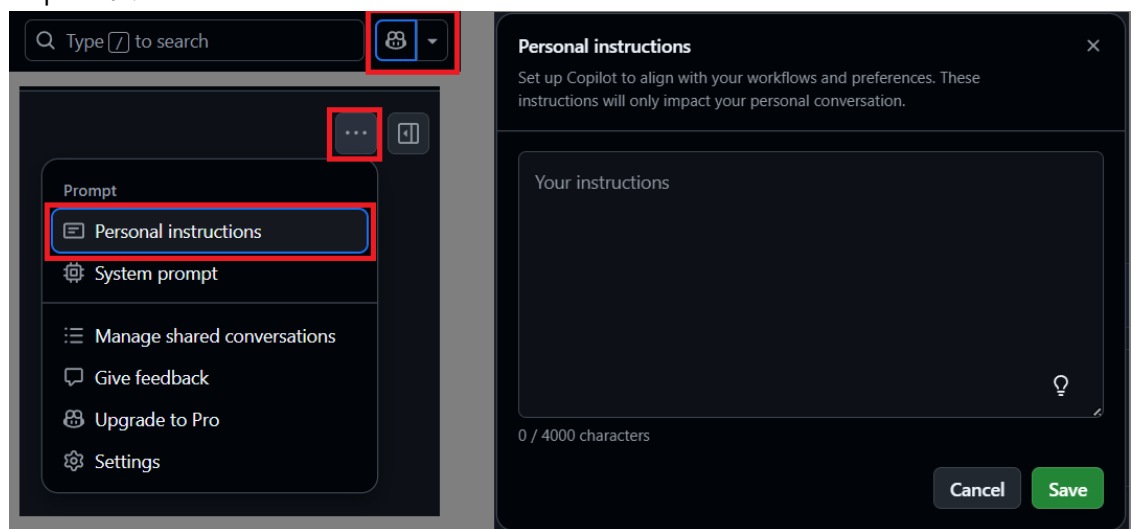 Type / to search
Prompt
Personal instructions
System prompt
Manage shared conversations
Give feedback
Upgrade to Pro
Settings
Personal instructions
Set up Copilot to align with your workflows and preferences. These
instructions will only impact your personal conversation.
Your instructions
0 / 4000 characters
Cancel
Save